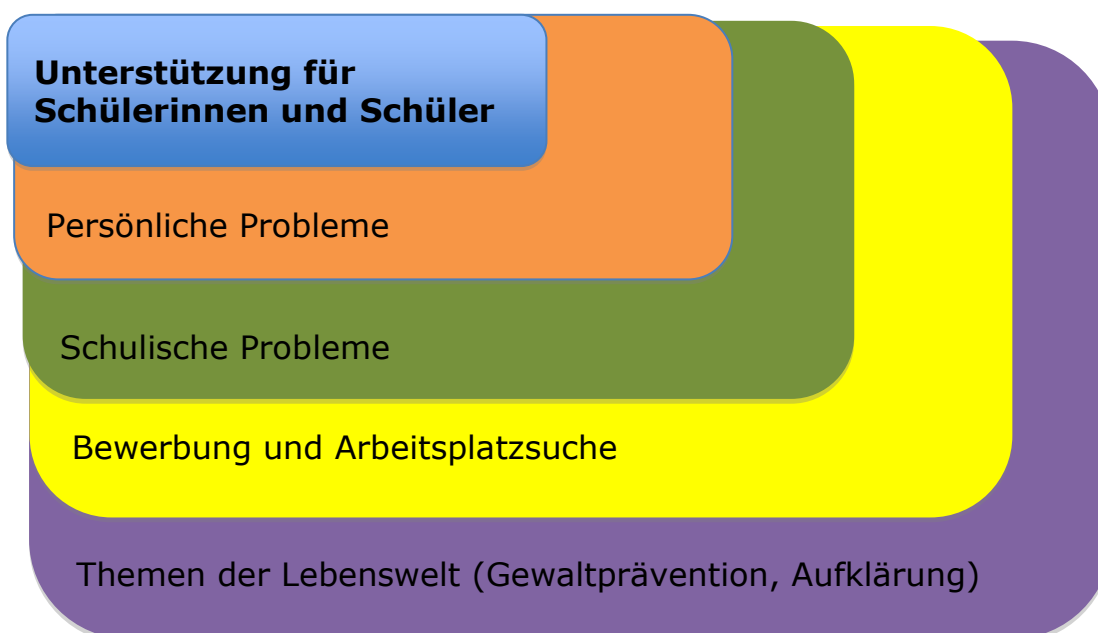 Unterstützung für
Schülerinnen und Schüler
Persönliche Probleme
Schulische Probleme
Bewerbung und Arbeitsplatzsuche
Themen der Lebenswelt (Gewaltprävention, Aufklärung)